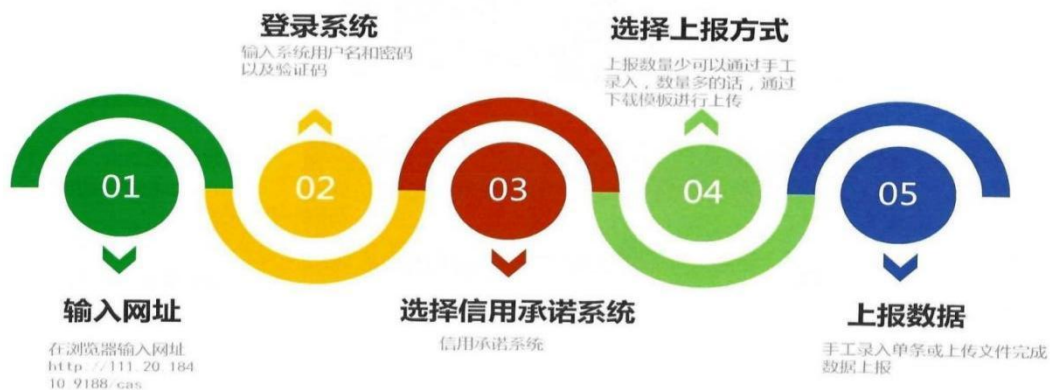 登录系统
输入系统用户名和密码
以及验证码
选择上报方式
上报数量少可以通过手工
录入，数量多的话，通过
下载模板进行上传
01
02
03
04
05
输入网址
在浏览器输入网址
http://111.20.184.
10 9188/cas
选择信用承诺系统
信用承诺系统
上报数据
手工录入单条或上传文件完成
数据上报